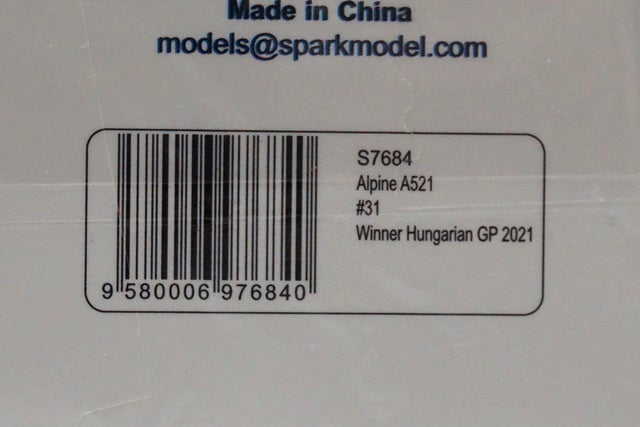 Made in China
models@sparkmodel.com
S7684
Alpine A521
#31
Winner Hungarian GP 2021
9 580006 976840